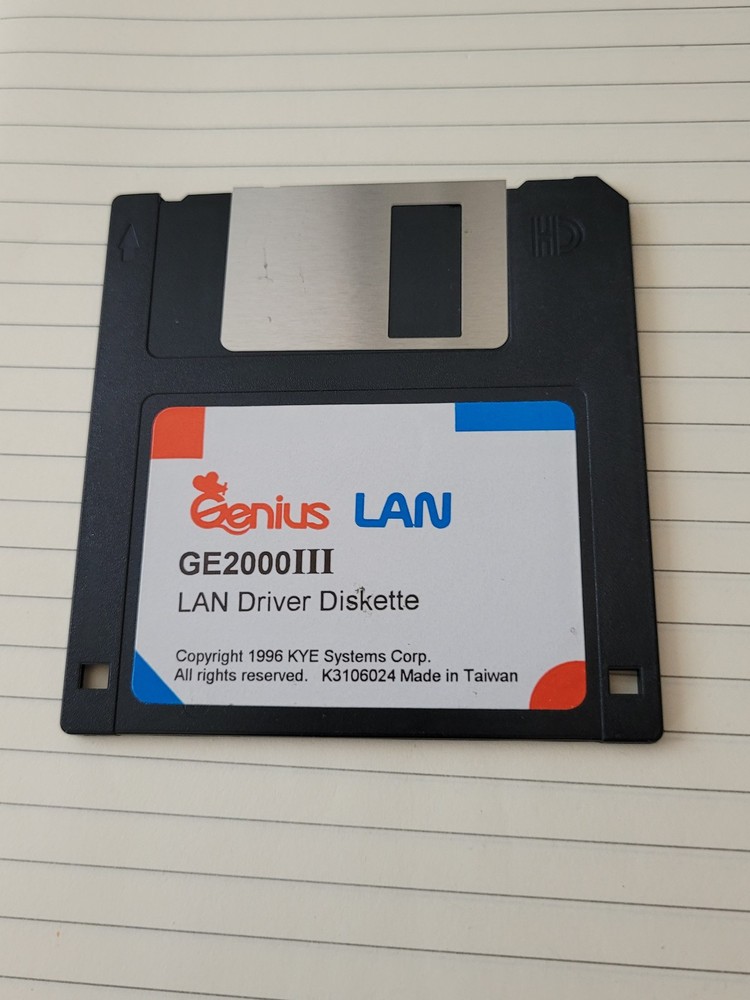 HD
Genius LAN
GE2000III
LAN Driver Diskette
Copyright 1996 KYE Systems Corp.
All rights reserved. K3106024 Made in Taiwan